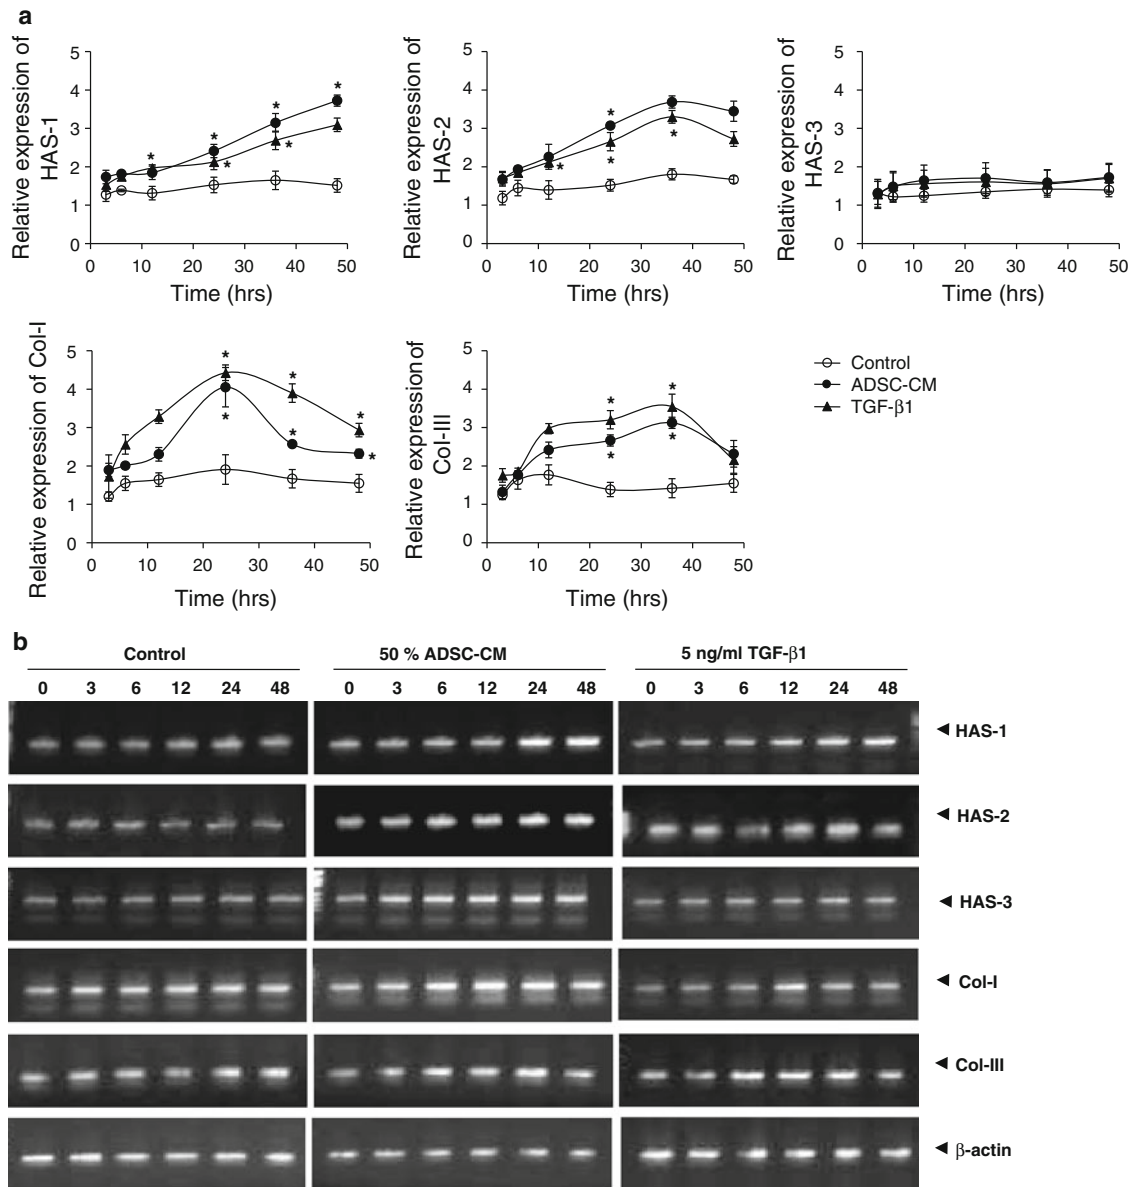 a
Relative expression of
HAS-1
5
4
3
2
1
0
* * * * * *
0 10 20 30 40 50
Time (hrs)
Relative expression of
HAS-2
5
4
3
2
1
0
* * * *
0 10 20 30 40 50
Time (hrs)
Relative expression of
HAS-3
5
4
3
2
1
0
0 10 20 30 40 50
Time (hrs)
Relative expression of Col-I
5
4
3
2
1
0
* * * * * *
0 10 20 30 40 50
Time (hrs)
Relative expression of
Col-III
5
4
3
2
1
0
* * * *
0 10 20 30 40 50
Time (hrs)
Control
ADSC-CM
TGF-β1
b
Control 50 % ADSC-CM 5 ng/ml TGF-β1
0 3 6 12 24 48 0 3 6 12 24 48 0 3 6 12 24 48
HAS-1
HAS-2
HAS-3
Col-I
Col-III
β-actin